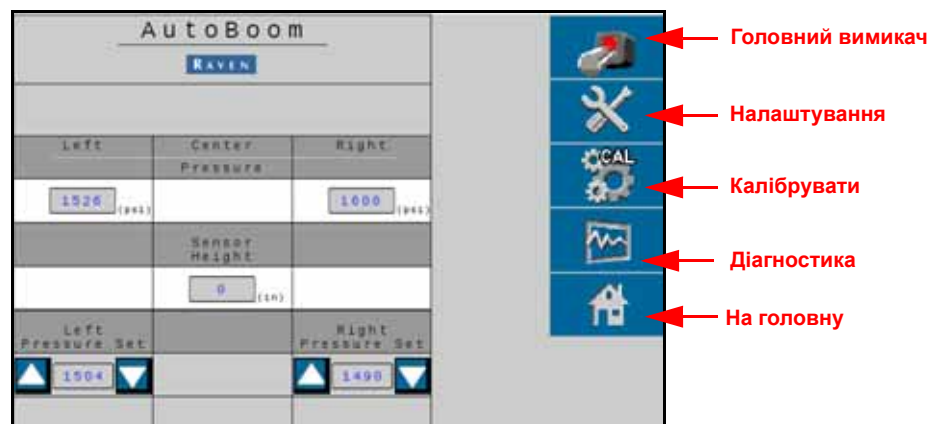 AutoBoom
RAVEN
Left Center Right
Pressure
1526 (psi) 1600 (psi)
Sensor
Height
0 (in)
Left Right
Pressure Set Pressure Set
1504 1490
CAL
Головний вимикач
Налаштування
Калібрувати
Діагностика
На головну